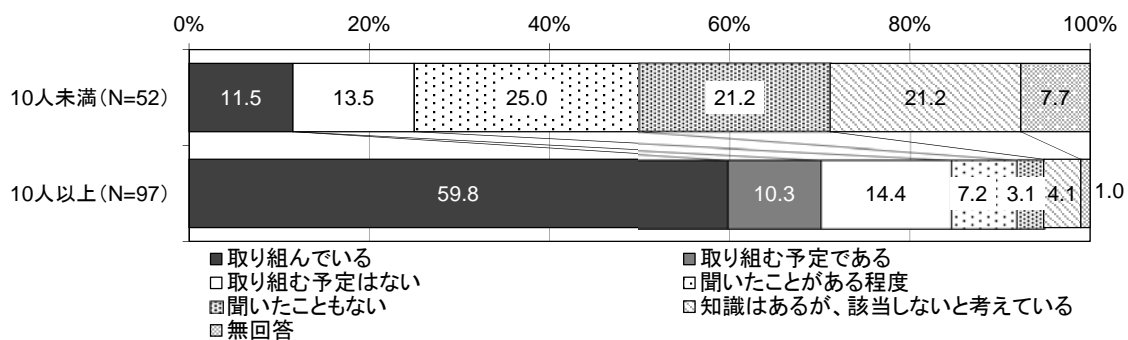 0% 20% 40% 60% 80% 100%
10人未満(N=52) 11.5 13.5 25.0 21.2 21.2 7.7
10人以上(N=97) 59.8 10.3 14.4 7.2 3.1 4.1 1.0
取り組んでいる 取り組む予定である
取り組む予定はない 聞いたことがある程度
聞いたこともない 知識はあるが、該当しないと考えている
無回答